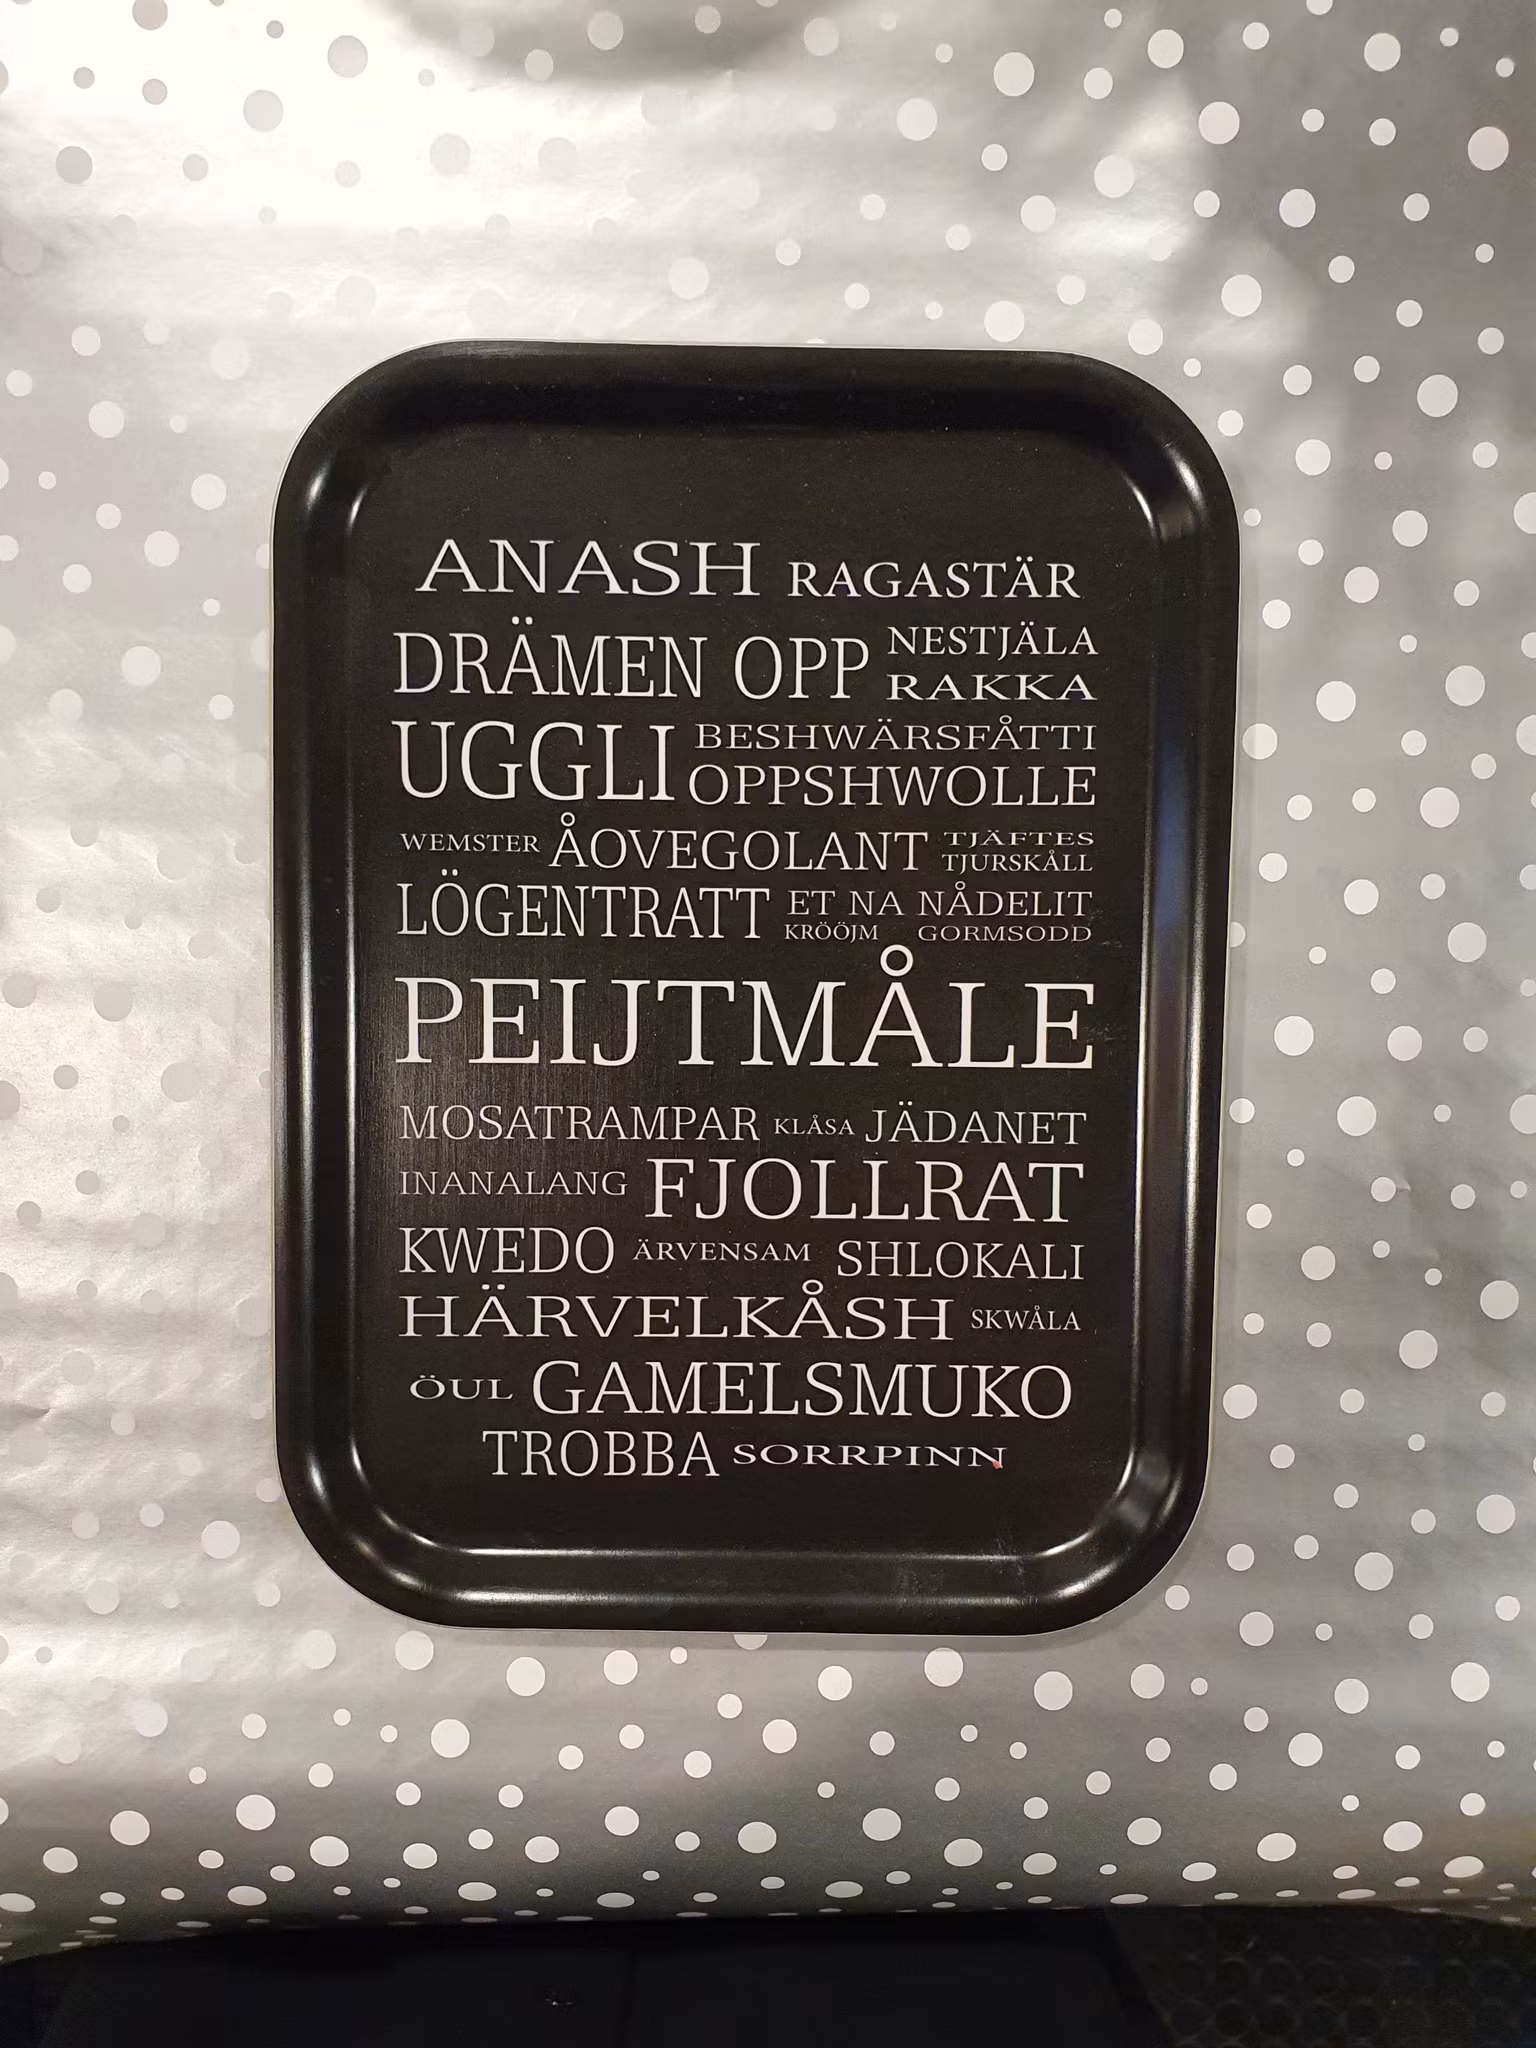 ANASH RAGASTÄR
DRÄMEN OPP NESTJÄLA
RAKKA
UGGLI BESHWÄRSFÅTTI
OPPSHWOLLE
WEMSTER ÅOVEGOLANT TJÄFTES
TJURSKÅLL
LÖGENTRATT ET NA NÅDELIT
KRÖÖJM GORMSODD
PEIJTMÅLE
MOSATRAMPAR KLÅSA JÄDANET
INANALANG FJOLLRAT
KWEDO ÄRVENSAM SHLOKALI
HÄRVELKÅSH SKWÅLA
ÖUL GAMELSMUKO
TROBBA SORRPINN